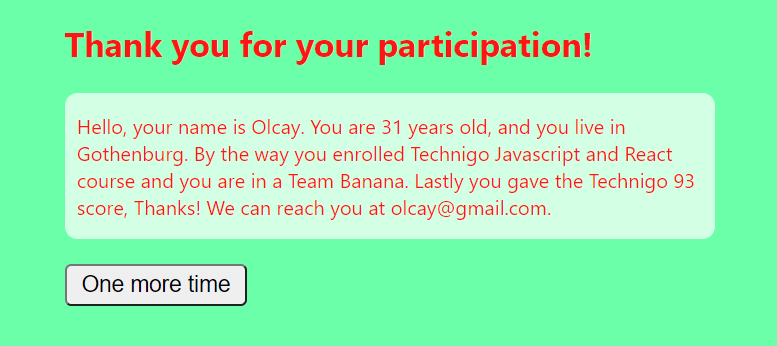 Thank you for your participation!
Hello, your name is Olcay. You are 31 years old, and you live in
Gothenburg. By the way you enrolled Technigo Javascript and React
course and you are in a Team Banana. Lastly you gave the Technigo 93
score, Thanks! We can reach you at olcay@gmail.com.
One more time